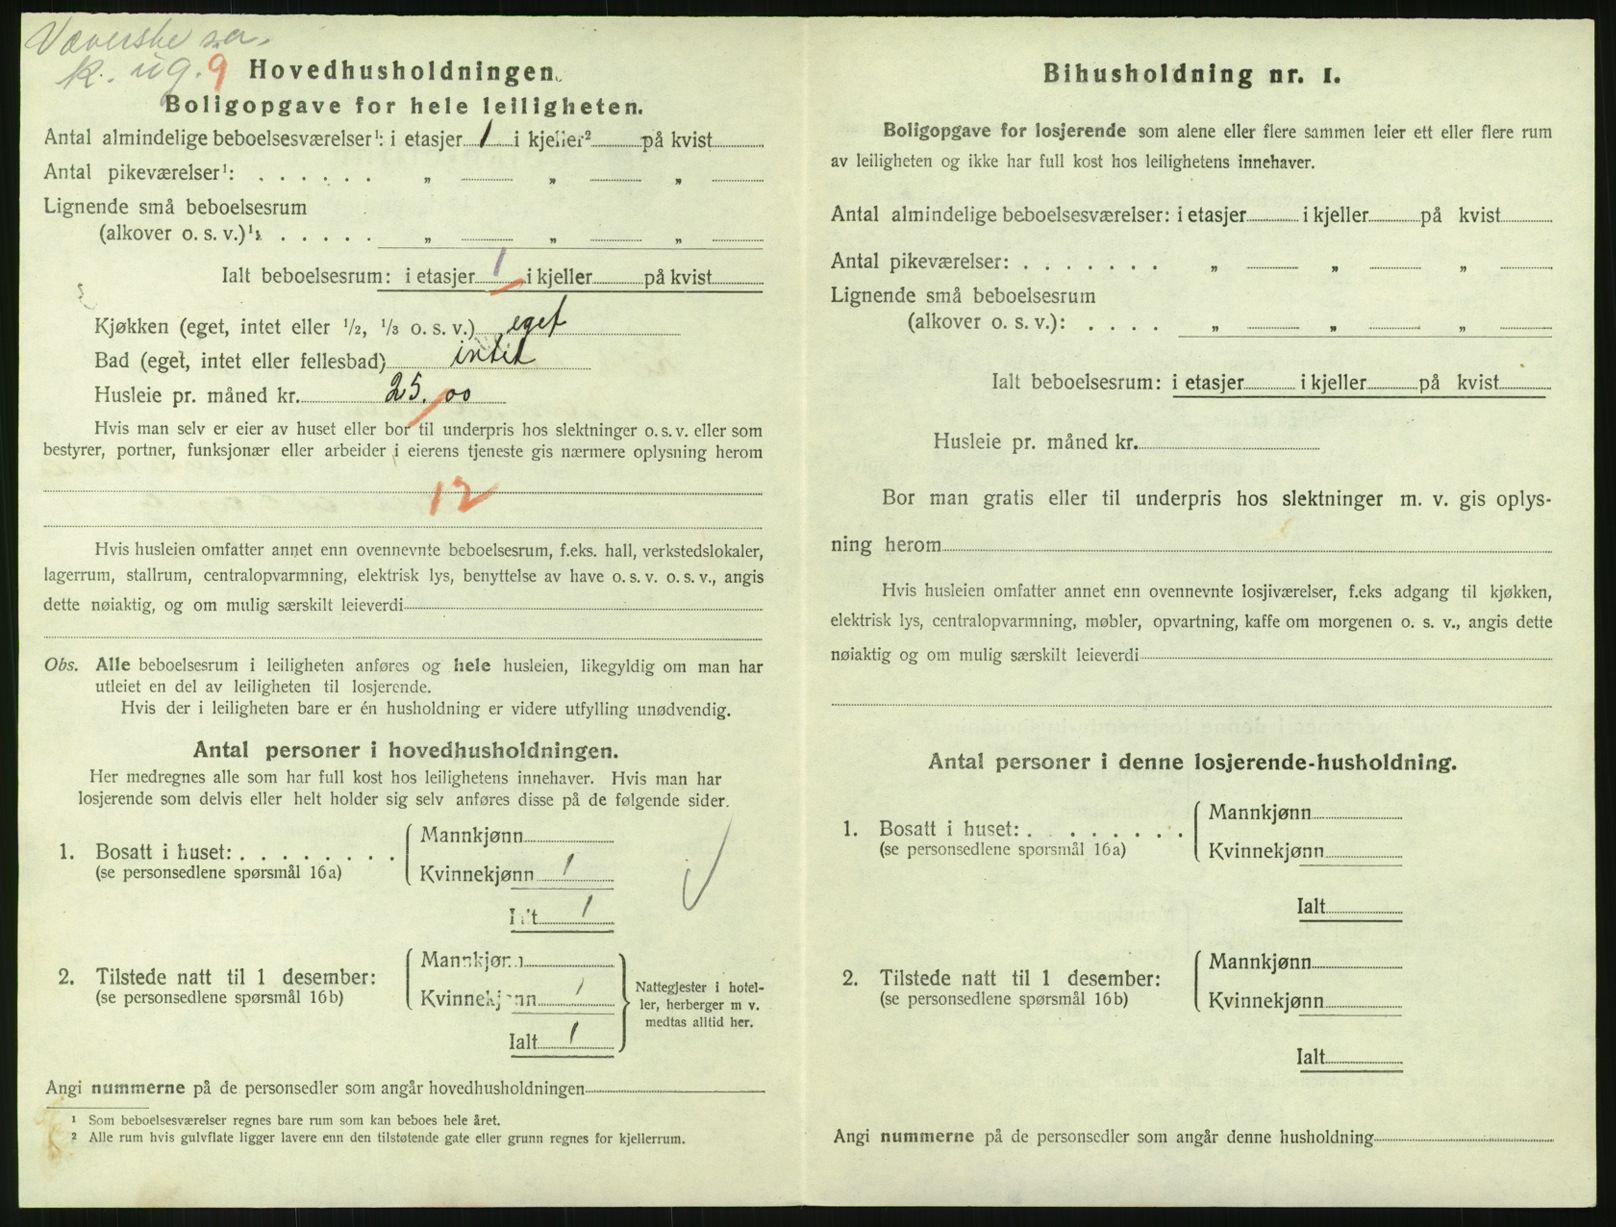 Væverske
k. ug. 9
Hovedhusholdningen.
Boligopgave for hele leiligheten.
Antal almindelige beboelsesværelser¹: i etasjer 1 i kjeller² på kvist
Antal pikeværelser¹: . . . . . . „ „ „
Lignende små beboelsesrum
(alkover o. s. v.)¹: . . . . . „ „ „
Ialt beboelsesrum: i etasjer 1 i kjeller på kvist
Kjøkken (eget, intet eller 1/2, 1/3 o. s. v.) eget
Bad (eget, intet eller fellesbad) intet
Husleie pr. måned kr. 25.00
Hvis man selv er eier av huset eller bor til underpris hos slektninger o. s. v. eller som
bestyrer, portner, funksjonær eller arbeider i eierens tjeneste gis nærmere oplysning herom
12
Hvis husleien omfatter annet enn ovennevnte beboelsesrum, f.eks. hall, verkstedslokaler,
lagerrum, stallrum, centralopvarmning, elektrisk lys, benyttelse av have o. s. v. o. s. v., angis
dette nøiaktig, og om mulig særskilt leieverdi
Obs. Alle beboelsesrum i leiligheten anføres og hele husleien, likegyldig om man har
utleiet en del av leiligheten til losjerende.
Hvis der i leiligheten bare er én husholdning er videre utfylling unødvendig.
Antal personer i hovedhusholdningen.
Her medregnes alle som har full kost hos leilighetens innehaver. Hvis man har
losjerende som delvis eller helt holder sig selv anføres disse på de følgende sider.
Mannkjønn
1. Bosatt i huset: . . . . . . . .
(se personsedlene spørsmål 16 a)
Kvinnekjønn 1
Ialt 1
Mannkjønn
2. Tilstede natt til 1 desember:
(se personsedlene spørsmål 16 b)
Kvinnekjønn 1
Ialt 1
Nattegjester i hotel-
ler, herberger m v.
medtas alltid her.
Angi nummerne på de personsedler som angår hovedhusholdningen
¹ Som beboelsesværelser regnes bare rum som kan beboes hele året.
² Alle rum hvis gulvflate ligger lavere enn den tilstøtende gate eller grunn regnes for kjellerrum.
Bihusholdning nr. 1.
Boligopgave for losjerende som alene eller flere sammen leier ett eller flere rum
av leiligheten og ikke har full kost hos leilighetens innehaver.
Antal almindelige beboelsesværelser: i etasjer i kjeller på kvist
Antal pikeværelser: . . . . . . . „ „ „
Lignende små beboelsesrum
(alkover o. s. v.): . . . . „ „ „
Ialt beboelsesrum: i etasjer i kjeller på kvist
Husleie pr. måned kr.
Bor man gratis eller til underpris hos slektninger m. v. gis oplys-
ning herom
Hvis husleien omfatter annet enn ovennevnte losjiværelser, f.eks adgang til kjøkken,
elektrisk lys, centralopvarmning, møbler, opvartning, kaffe om morgenen o. s. v., angis dette
nøiaktig og om mulig særskilt leieverdi
Antal personer i denne losjerende-husholdning.
Mannkjønn
1. Bosatt i huset: . . . . . . . .
(se personsedlene spørsmål 16 a)
Kvinnekjønn
Ialt
Mannkjønn
2. Tilstede natt til 1 desember:
(se personsedlene spørsmål 16 b)
Kvinnekjønn
Ialt
Angi nummerne på de personsedler som angår denne husholdning